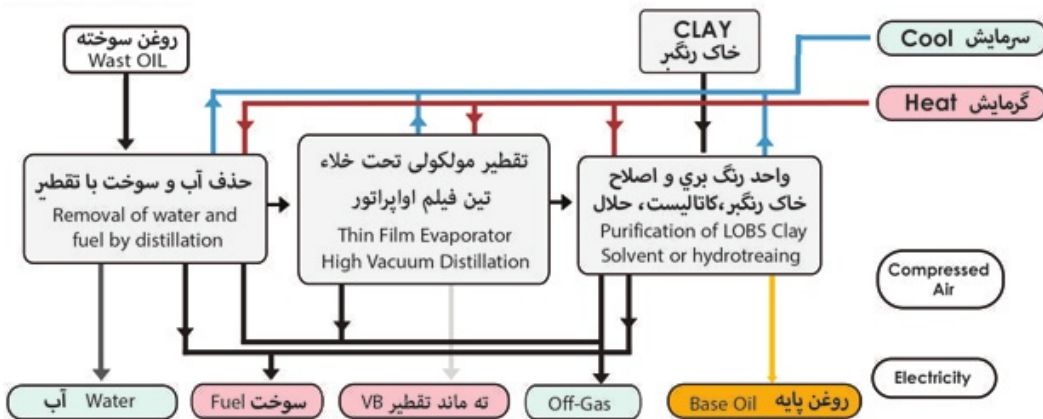 روغن سوخته
Wast OIL
CLAY
خاک رنگبر
سرمایش Cool
گرمایش Heat
حذف آب و سوخت با تقطیر
Removal of water and
fuel by distillation
تقطیر مولکولی تحت خلاء
تین فیلم اواپراتور
Thin Film Evaporator
High Vacuum Distillation
واحد رنگ بري و اصلاح
خاک رنگبر،کاتالیست، حلال
Purification of LOBS Clay
Solvent or hydrotreaing
Compressed
Air
Electricity
آب Water
Fuel سوخت
ته ماند تقطیر VB
Off-Gas
Base Oil روغن پایه